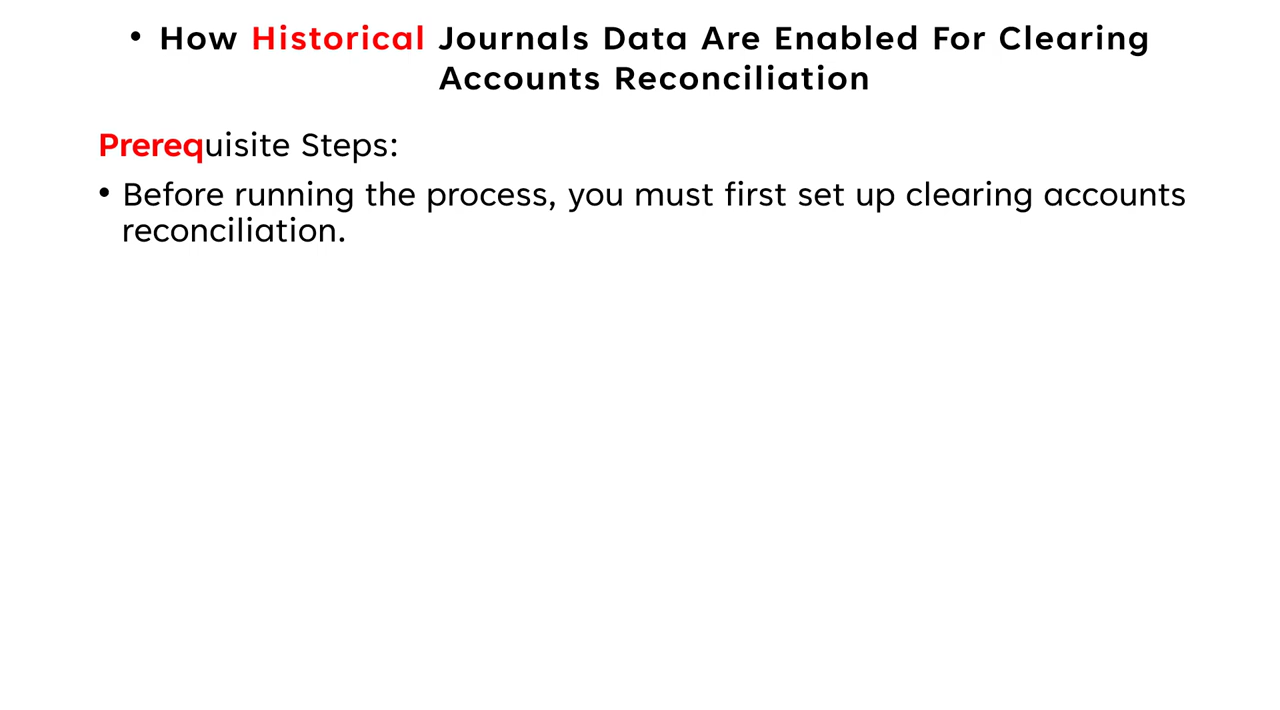 • How Historical Journals Data Are Enabled For Clearing
Accounts Reconciliation
Prerequisite Steps:
• Before running the process, you must first set up clearing accounts
reconciliation.